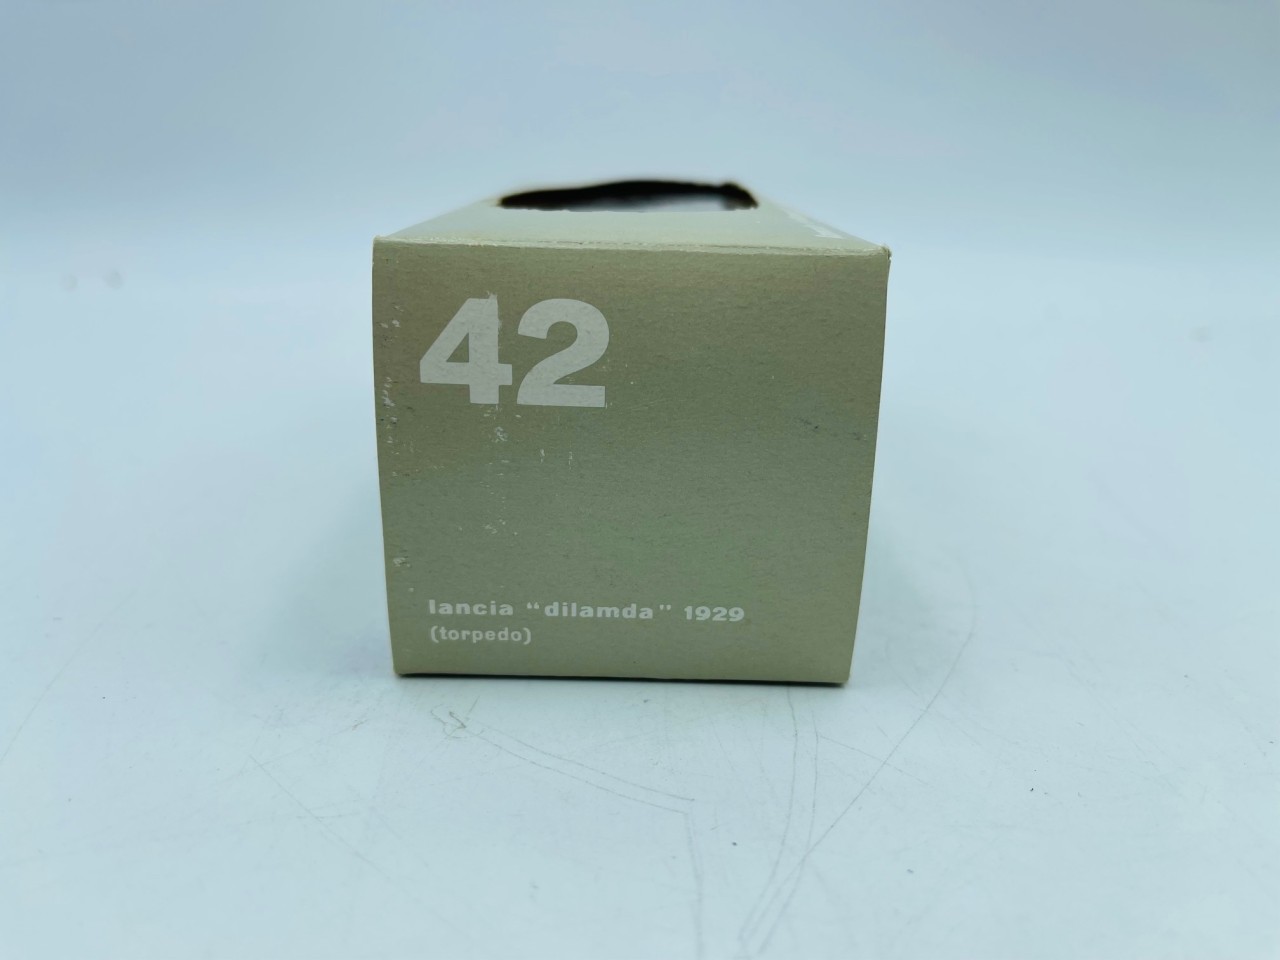 42
lancia "dilamda" 1929
(torpedo)